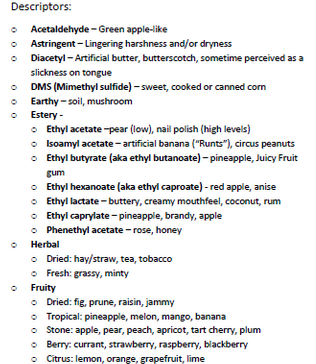 Descriptors:
Acetaldehyde – Green apple-like
Astringent – Lingering harshness and/or dryness
Diacetyl – Artificial butter, butterscotch, sometime perceived as a
slickness on tongue
DMS (Mimethyl sulfide) – sweet, cooked or canned corn
Earthy – soil, mushroom
Estery -
Ethyl acetate –pear (low), nail polish (high levels)
Isoamyl acetate – artificial banana ("Runts"), circus peanuts
Ethyl butyrate (aka ethyl butanoate) – pineapple, Juicy Fruit
gum
Ethyl hexanoate (aka ethyl caproate) - red apple, anise
Ethyl lactate – buttery, creamy mouthfeel, coconut, rum
Ethyl caprylate – pineapple, brandy, apple
Phenethyl acetate – rose, honey
Herbal
Dried: hay/straw, tea, tobacco
Fresh: grassy, minty
Fruity
Dried: fig, prune, raisin, jammy
Tropical: pineapple, melon, mango, banana
Stone: apple, pear, peach, apricot, tart cherry, plum
Berry: currant, strawberry, raspberry, blackberry
Citrus: lemon, orange, grapefruit, lime